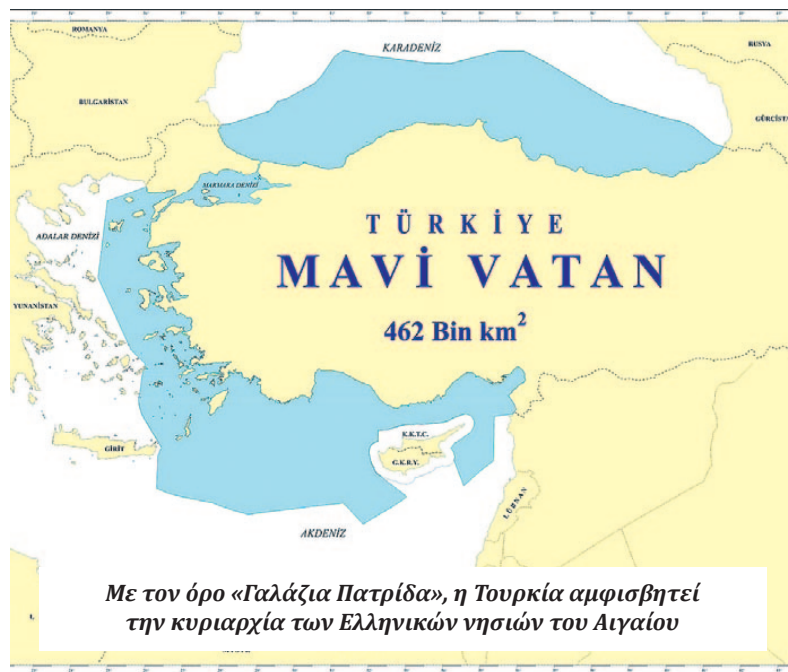 ROMANYA
KARADENİZ
RUSYA
BULGARİSTAN
GÜRCİSTA
MARMARA DENİZİ
ADALAR DENİZİ
TÜRKİYE
MAVİ VATAN
462 Bin km²
YUNANİSTAN
GİRİT
K.K.T.C.
G.K.R.Y.
LÜBNAN
AKDENİZ
Με τον όρο «Γαλάζια Πατρίδα», η Τουρκία αμφισβητεί
την κυριαρχία των Ελληνικών νησιών του Αιγαίου